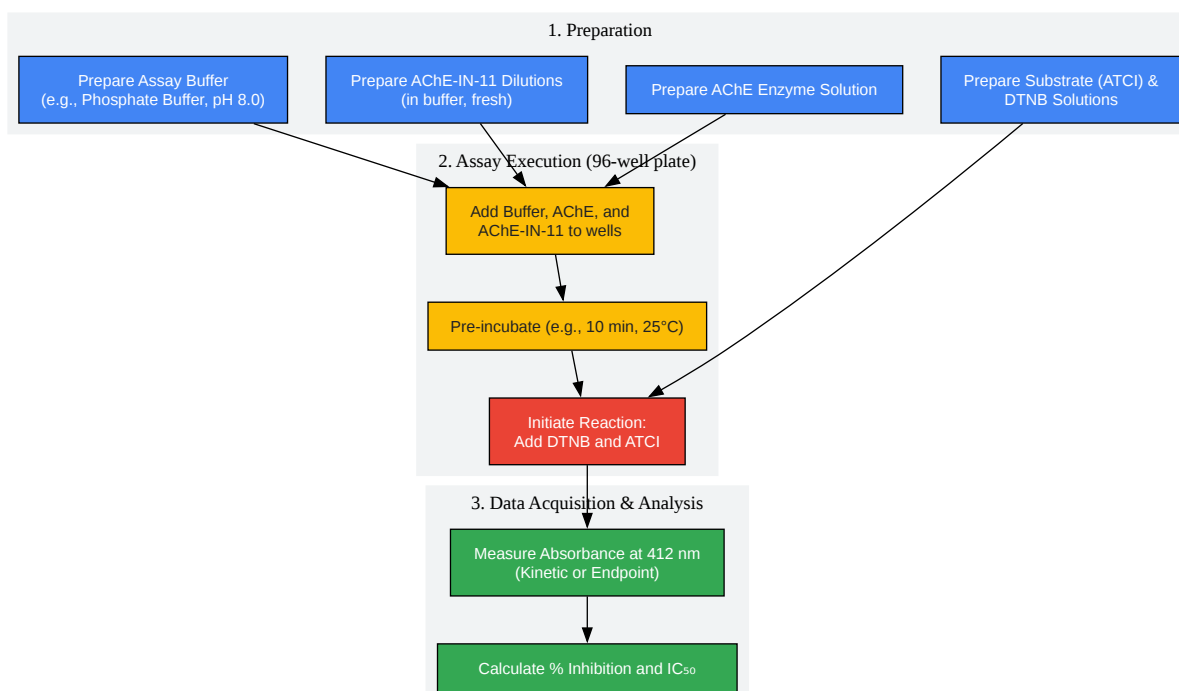 1. Preparation
Prepare Assay Buffer
(e.g., Phosphate Buffer, pH 8.0)
Prepare AChE-IN-11 Dilutions
(in buffer, fresh)
Prepare AChE Enzyme Solution
Prepare Substrate (ATCI) &
DTNB Solutions
2. Assay Execution (96-well plate)
Add Buffer, AChE, and
AChE-IN-11 to wells
Pre-incubate (e.g., 10 min, 25°C)
Initiate Reaction:
Add DTNB and ATCI
3. Data Acquisition & Analysis
Measure Absorbance at 412 nm
(Kinetic or Endpoint)
Calculate % Inhibition and IC₅₀